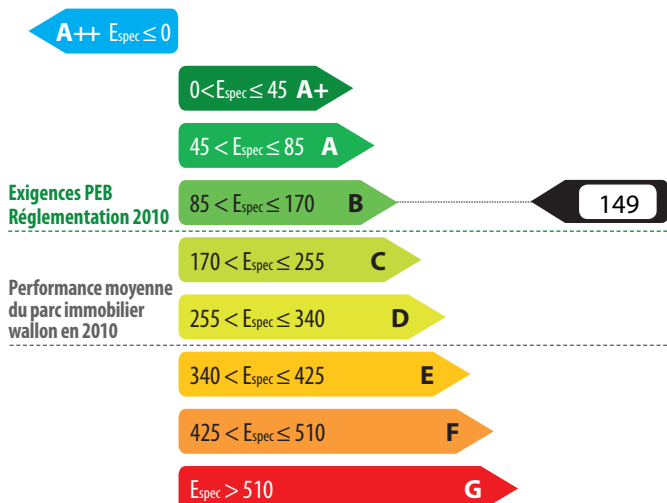 A++ Espec ≤ 0
0 < Espec ≤ 45 A+
45 < Espec ≤ 85 A
Exigences PEB
Réglementation 2010
85 < Espec ≤ 170 B
149
170 < Espec ≤ 255 C
Performance moyenne
du parc immobilier
wallon en 2010
255 < Espec ≤ 340 D
340 < Espec ≤ 425 E
425 < Espec ≤ 510 F
Espec > 510 G